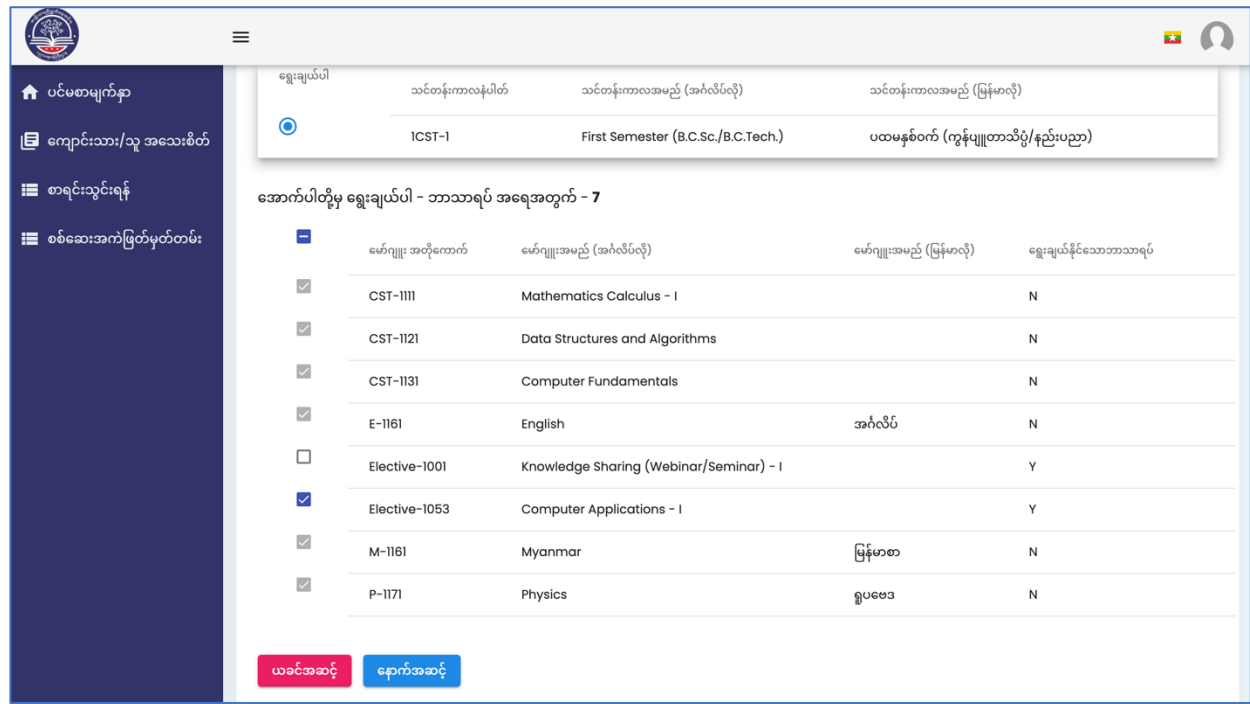 ပင်မစာမျက်နှာ
ကျောင်းသား/သူ အသေးစိတ်
စာရင်းသွင်းရန်
စစ်ဆေးအကဲဖြတ်မှတ်တမ်း
ရွေးချယ်ပါ သင်တန်းကာလနံပါတ် သင်တန်းကာလအမည် (အင်္ဂလိပ်လို) သင်တန်းကာလအမည် (မြန်မာလို)
1CST-1 First Semester (B.C.Sc./B.C.Tech.) ပထမနှစ်ဝက် (ကွန်ပျူတာသိပ္ပံ/နည်းပညာ)
အောက်ပါတို့မှ ရွေးချယ်ပါ - ဘာသာရပ် အရေအတွက် - 7
မော်ဂျူး အတိုကောက် မော်ဂျူးအမည် (အင်္ဂလိပ်လို) မော်ဂျူးအမည် (မြန်မာလို) ရွေးချယ်နိုင်သောဘာသာရပ်
CST-1111 Mathematics Calculus - I N
CST-1121 Data Structures and Algorithms N
CST-1131 Computer Fundamentals N
E-1161 English အင်္ဂလိပ် N
Elective-1001 Knowledge Sharing (Webinar/Seminar) - I Y
Elective-1053 Computer Applications - I Y
M-1161 Myanmar မြန်မာစာ N
P-1171 Physics ရူပဗေဒ N
ယခင်အဆင့် နောက်အဆင့်